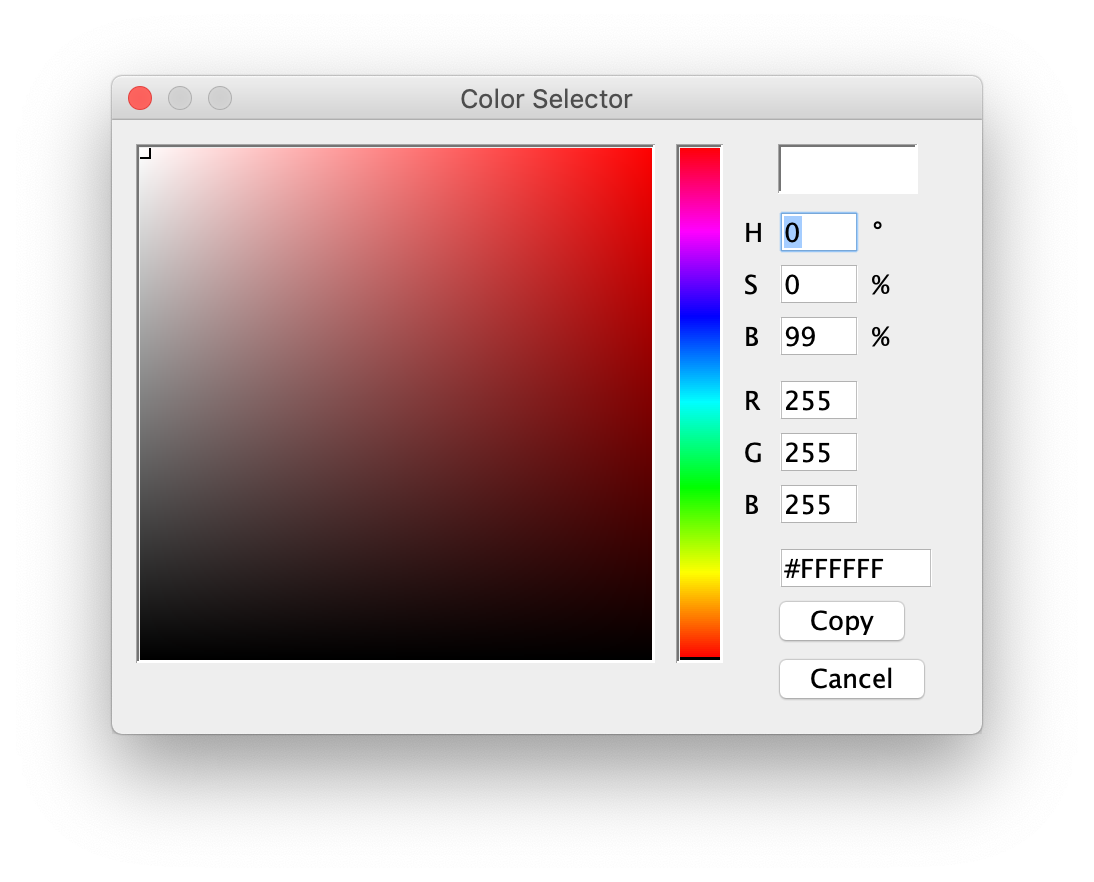 Color Selector
H 0 °
S 0 %
B 99 %
R 255
G 255
B 255
#FFFFFF
Copy
Cancel